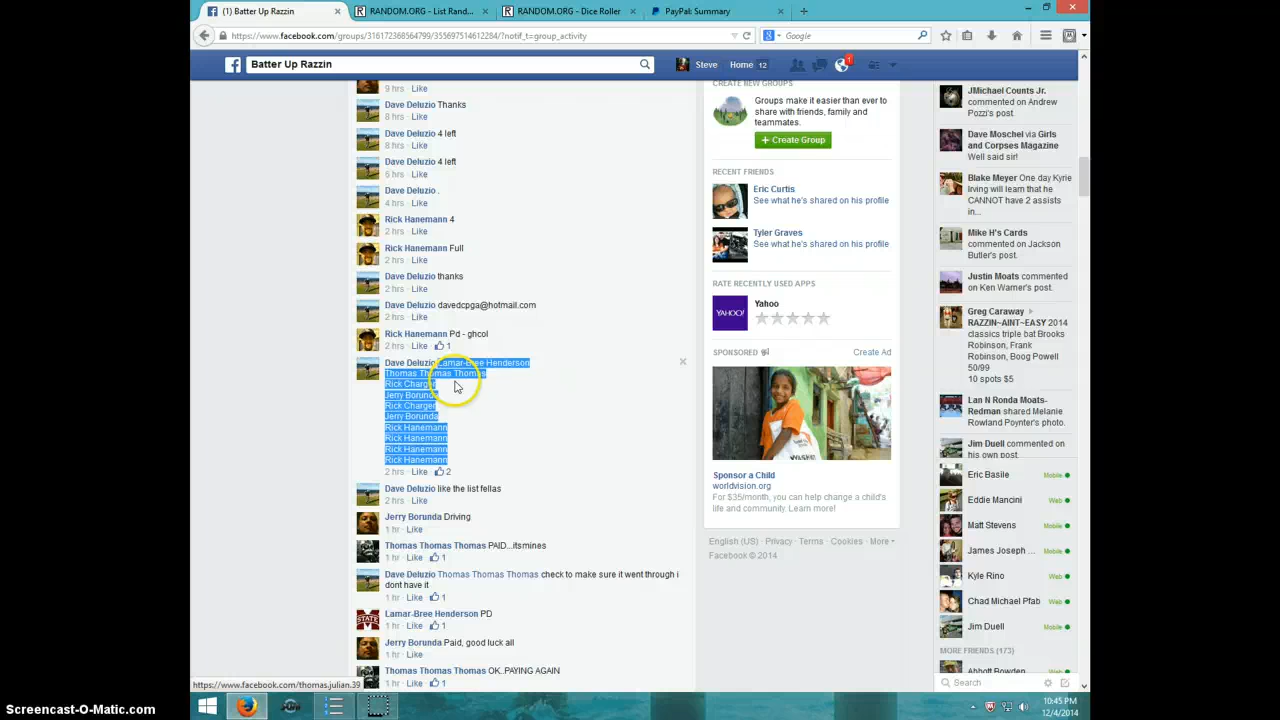 (1) Batter Up Razzin
RANDOM.ORG - List Rand...
RANDOM.ORG - Dice Roller
PayPal: Summary
https://www.facebook.com/groups/316172368564799/355697514612284/?notif_t=group_activity
Google
Batter Up Razzin
Steve
Home 12
1
9 hrs · Like
Dave Deluzio Thanks
8 hrs · Like
Dave Deluzio 4 left
8 hrs · Like
Dave Deluzio 4 left
6 hrs · Like
Dave Deluzio .
4 hrs · Like
Rick Hanemann 4
2 hrs · Like
Rick Hanemann Full
2 hrs · Like
Dave Deluzio thanks
2 hrs · Like
Dave Deluzio davedcpga@hotmail.com
2 hrs · Like
Rick Hanemann Pd - ghcol
2 hrs · Like · 1
Dave Deluzio Lamar-Bree Henderson
Thomas Thomas Thomas
Rick Charger
Jerry Borunda
Rick Charger
Jerry Borunda
Rick Hanemann
Rick Hanemann
Rick Hanemann
Rick Hanemann
2 hrs · Like · 2
Dave Deluzio like the list fellas
2 hrs · Like
Jerry Borunda Driving
1 hr · Like
Thomas Thomas Thomas PAID...itsmines
1 hr · Like · 1
Dave Deluzio Thomas Thomas Thomas check to make sure it went through i
dont have it
1 hr · Like · 1
Lamar-Bree Henderson PD
1 hr · Like · 1
Jerry Borunda Paid, good luck all
1 hr · Like
Thomas Thomas Thomas OK..PAYING AGAIN
1 hr · Like · 1
CREATE NEW GROUPS
Groups make it easier than ever
to share with friends, family and
teammates.
+ Create Group
RECENT FRIENDS
Eric Curtis
See what he's shared on his profile
Tyler Graves
See what he's shared on his profile
RATE RECENTLY USED APPS
YAHOO!
Yahoo
SPONSORED
Create Ad
Sponsor a Child
worldvision.org
For $35/month, you can help change a child's
life and community. Learn more!
English (US) · Privacy · Terms · Cookies · More
Facebook © 2014
JMichael Counts Jr.
commented on Andrew
Pozzi's post.
Dave Moschel via Girls
and Corpses Magazine
Well said sir!
Blake Meyer One day Kyrie
Irving will learn that he
CANNOT have 2 assists
in...
Mike H's Cards
commented on Jackson
Butler's post.
Justin Moats commented
on Ken Warner's post.
Greg Caraway
RAZZIN~AINT~EASY 2014
classics triple bat Brooks
Robinson, Frank
Robinson, Boog Powell
50/99
10 spots $5
Lan N Ronda Moats-
Redman shared Melanie
Rowland Poynter's photo.
Jim Duell commented on
his own post.
Eric Basile Mobile
Eddie Mancini Web
Matt Stevens Mobile
James Joseph ... Mobile
Kyle Rino Web
Chad Michael Pfab Web
Jim Duell Mobile
MORE FRIENDS (173)
Abbott Bowden
Search
https://www.facebook.com/thomas.julian.39
STATE
10:45 PM
12/4/2014
Screencast-O-Matic.com